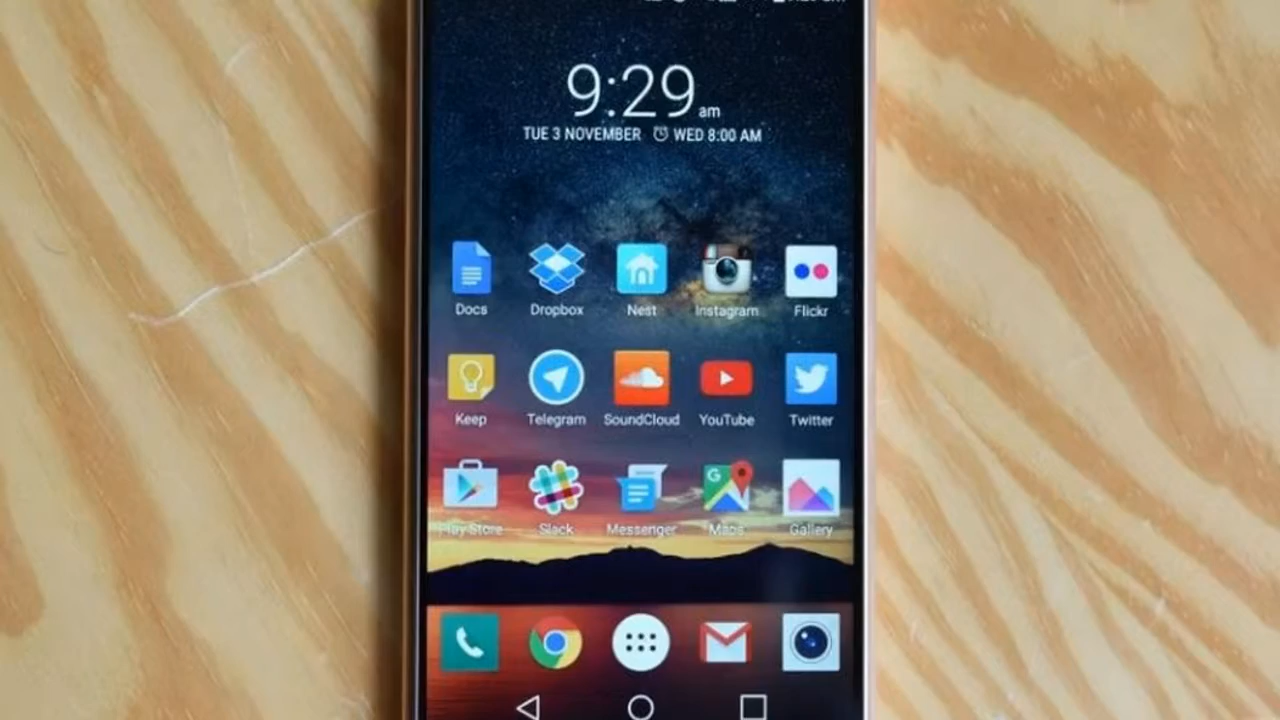 9:29 am
TUE 3 NOVEMBER WED 8:00 AM
Docs Dropbox Nest Instagram Flickr
Keep Telegram SoundCloud YouTube Twitter
G
Play Store Slack Messenger Maps Gallery